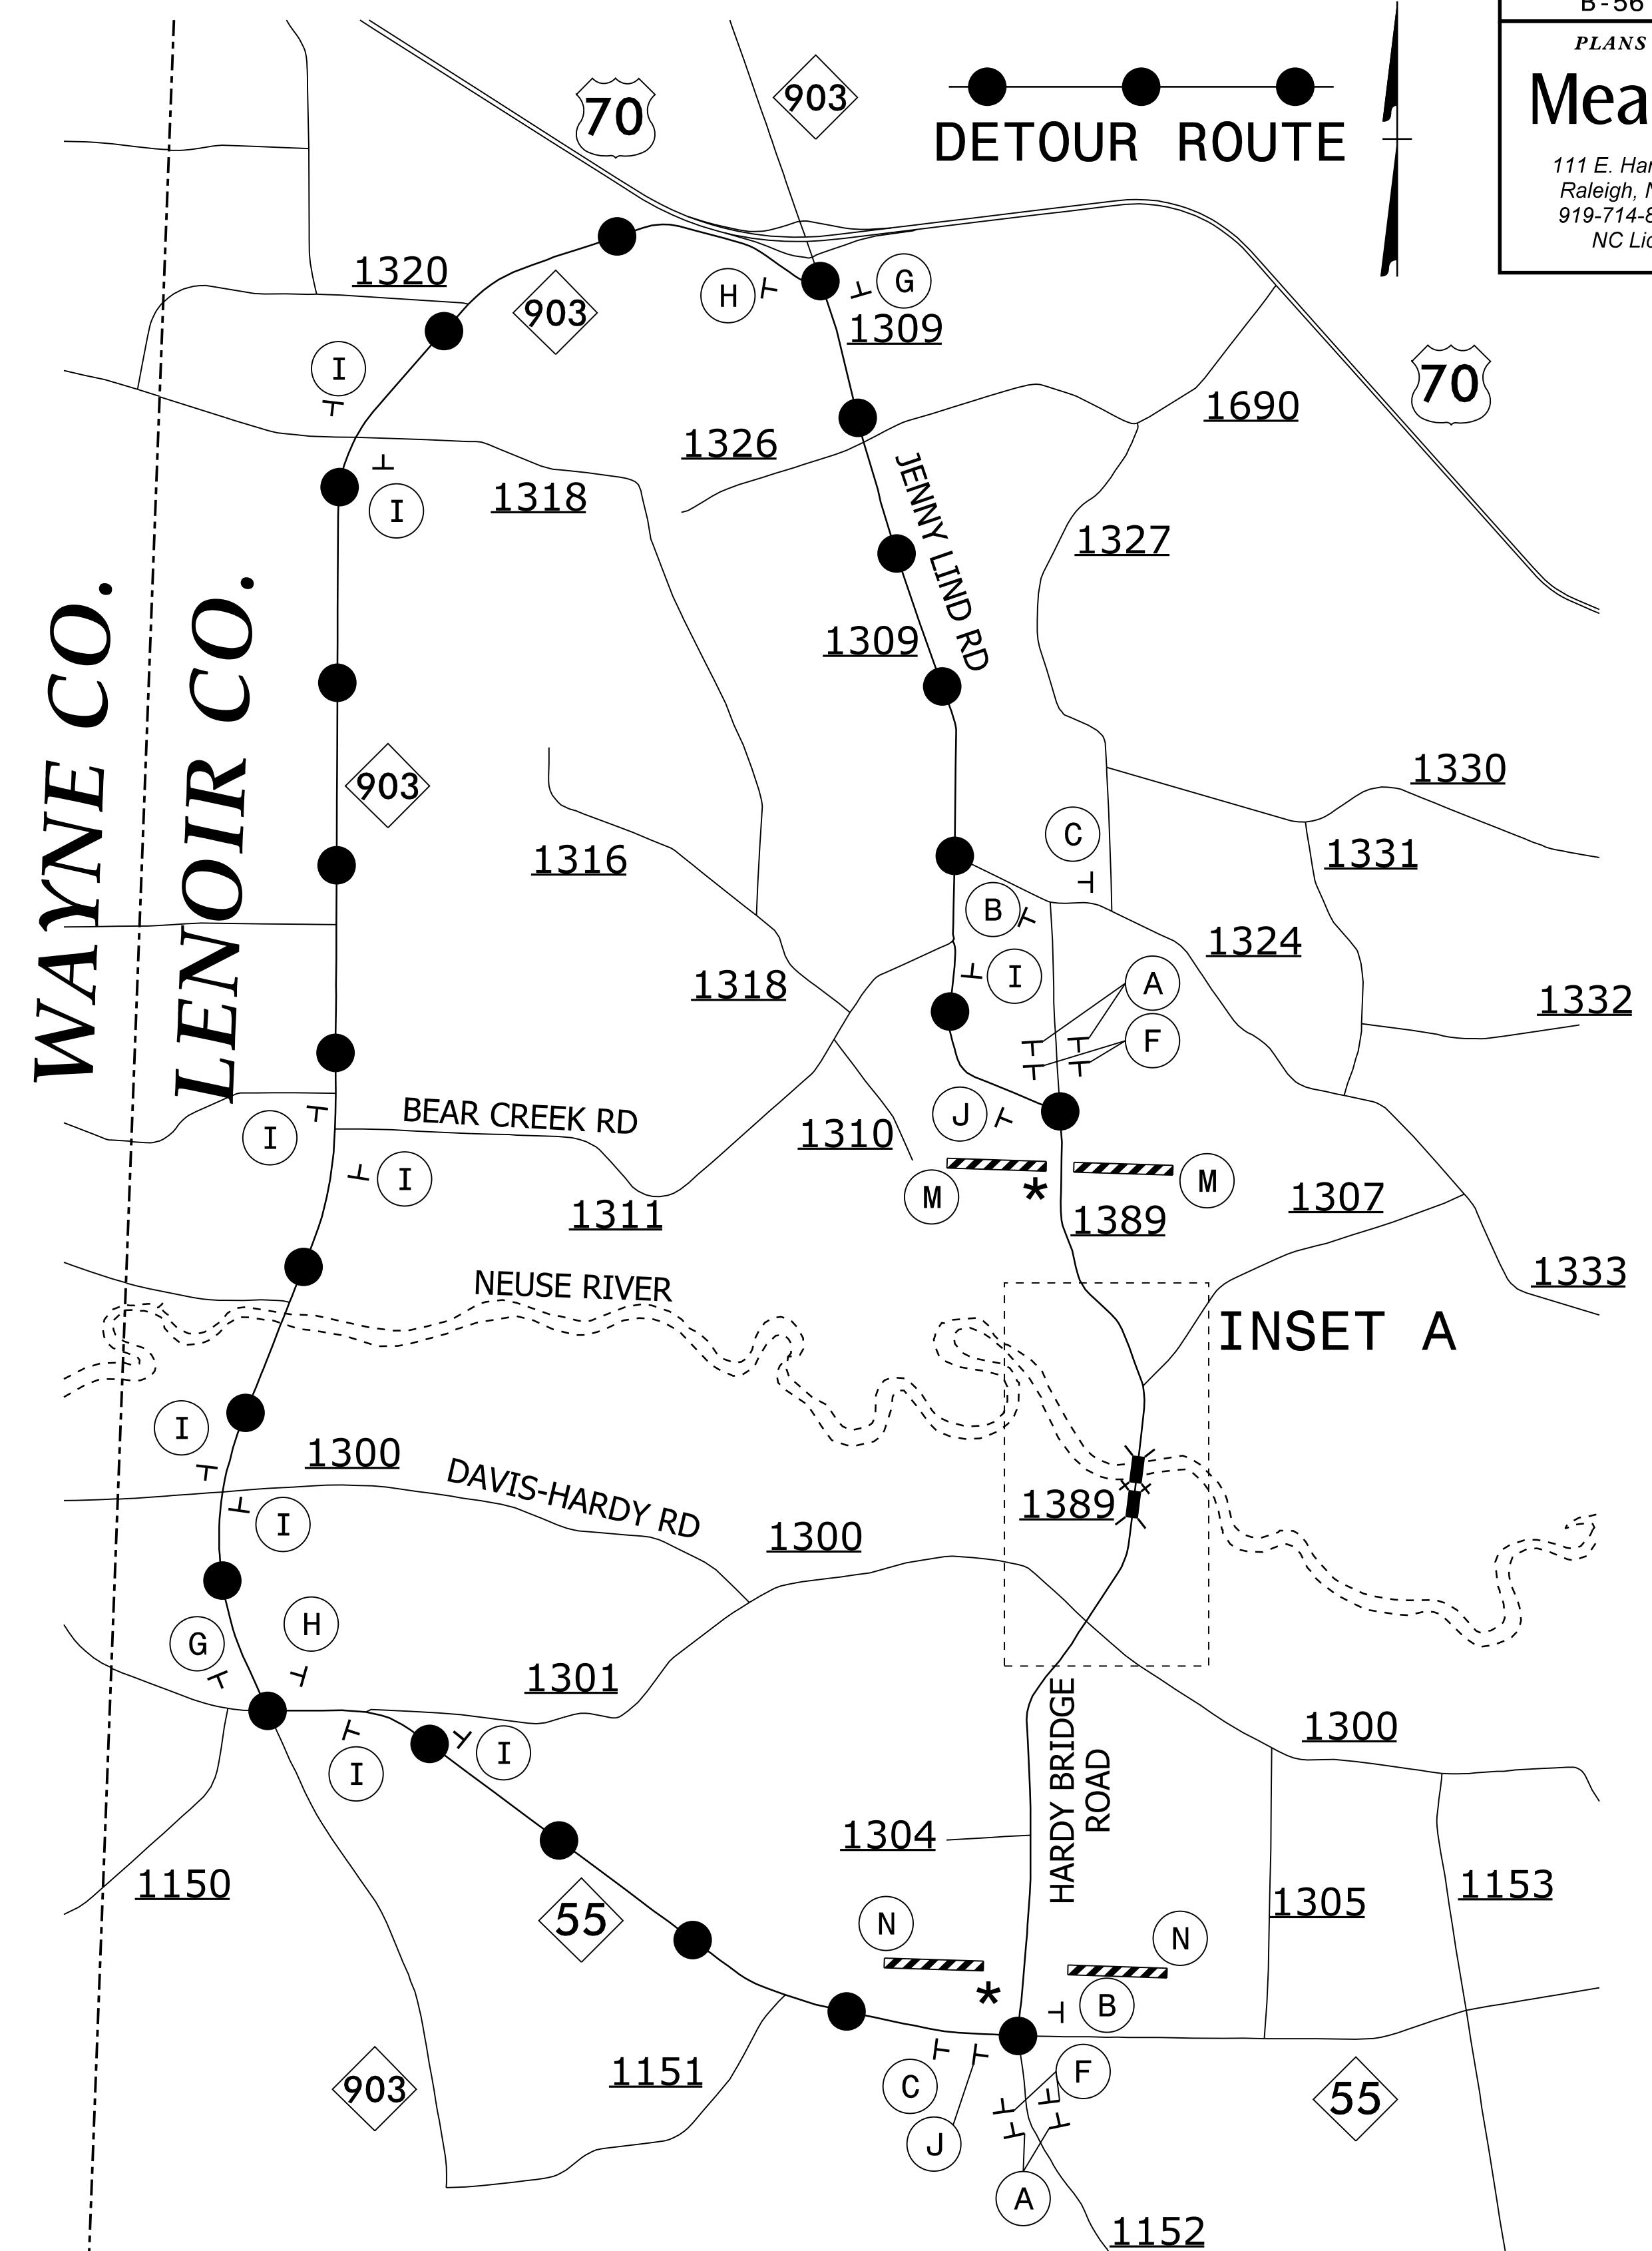 B-56
PLANS
Mea
111 E. Har
Raleigh, N
919-714-8
NC Lic
70
903
DETOUR ROUTE
1320
903
H
G
1309
I
70
1690
1326
1318
I
JENNY LIND RD
1327
1309
WAYNE CO.
LENOIR CO.
903
1330
C
1316
1331
B
1324
1318
I
A
1332
F
BEAR CREEK RD
I
J
1310
I
M
*
M
1307
1311
1389
1333
NEUSE RIVER
INSET A
I
1300
DAVIS-HARDY RD
1389
I
1300
H
G
1301
1300
I
I
HARDY BRIDGE
ROAD
1304
1150
1305
1153
55
N
N
*
B
903
1151
C
F
55
J
A
1152